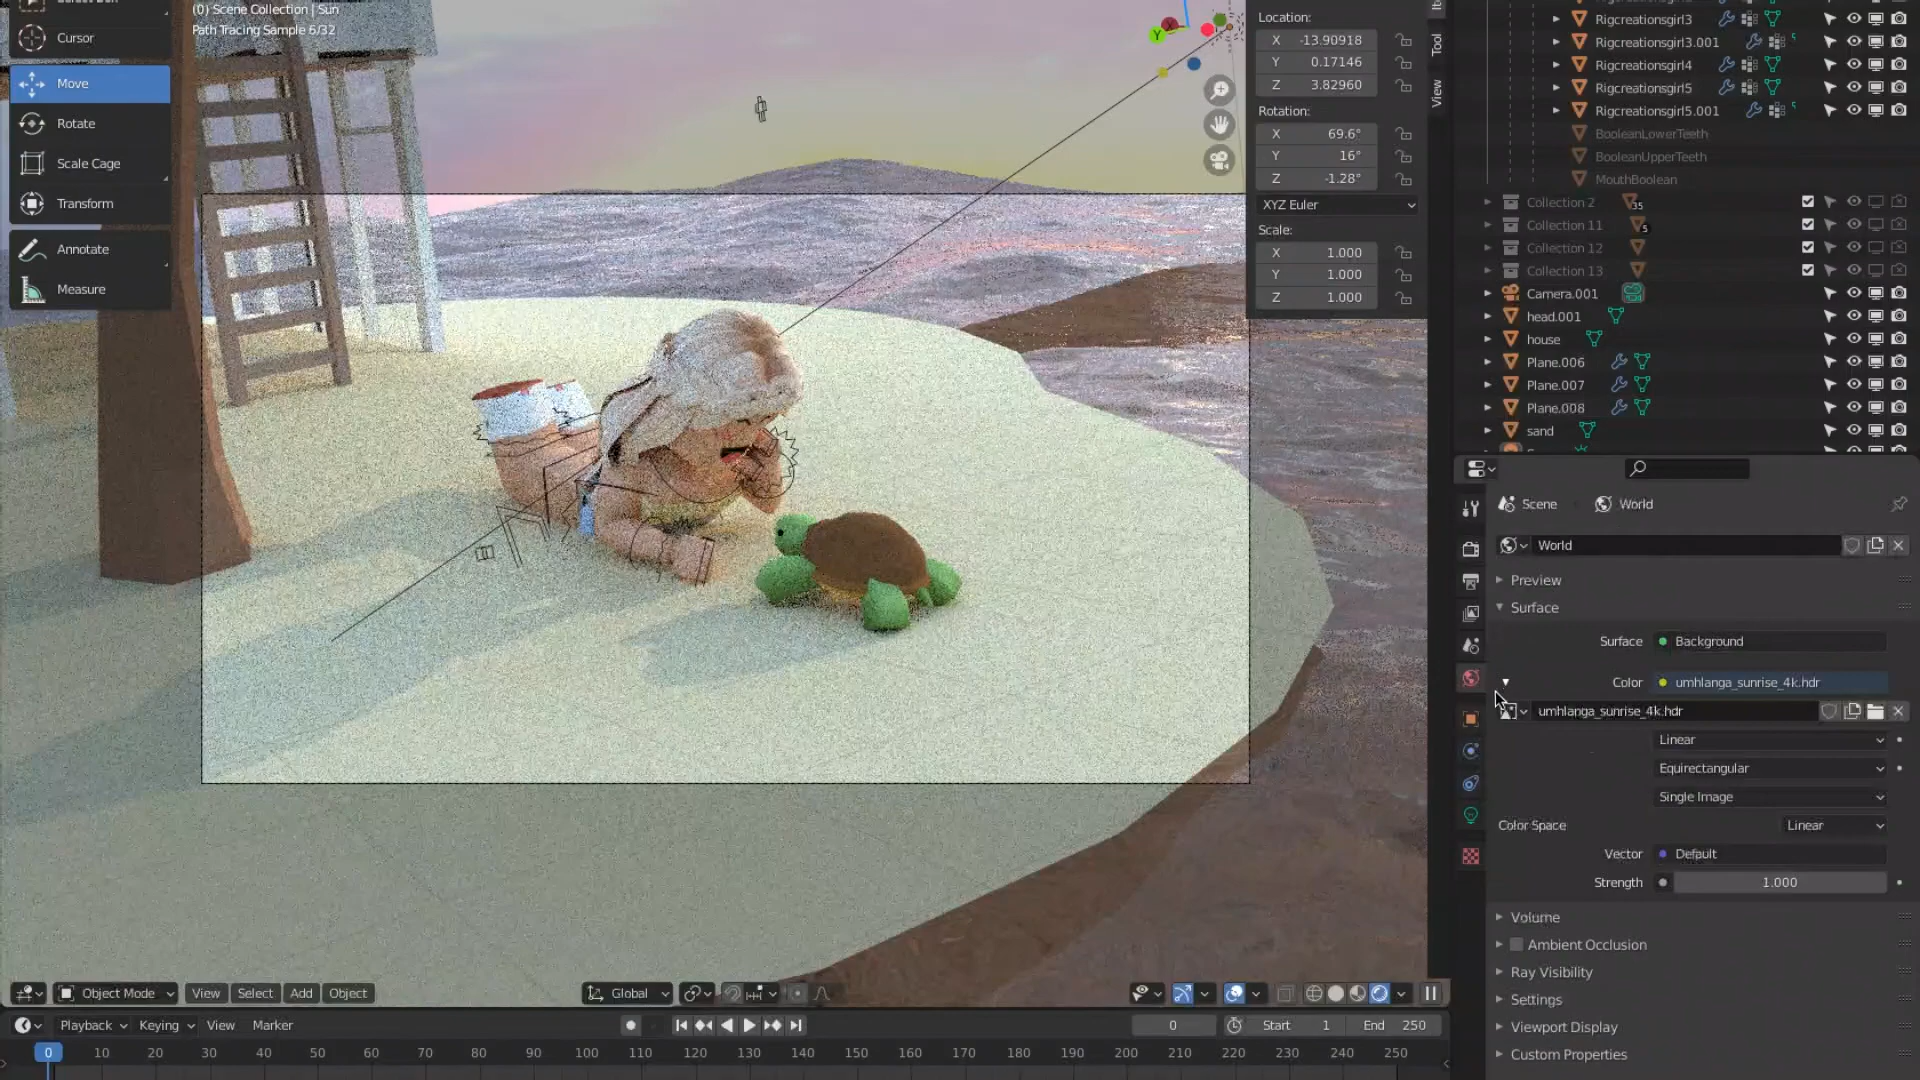 (0) Scene Collection | Sun
Path Tracing Sample 6/32
Cursor
Move
Rotate
Scale Cage
Transform
Annotate
Measure
Y
Location:
X -13.90918
Y 0.17146
Z 3.82960
Rotation:
X 69.6°
Y 16°
Z -1.28°
XYZ Euler
Scale:
X 1.000
Y 1.000
Z 1.000
Tool
View
Rigcreationsgirl3
Rigcreationsgirl3.001
Rigcreationsgirl4
Rigcreationsgirl5
Rigcreationsgirl5.001
BooleanLowerTeeth
BooleanUpperTeeth
MouthBoolean
Collection 2 35
Collection 11 5
Collection 12
Collection 13
Camera.001
head.001
house
Plane.006
Plane.007
Plane.008
sand
Scene World
World
Preview
Surface
Surface Background
Color umhlanga_sunrise_4k.hdr
umhlanga_sunrise_4k.hdr
Linear
Equirectangular
Single Image
Color Space Linear
Vector Default
Strength 1.000
Volume
Ambient Occlusion
Ray Visibility
Settings
Viewport Display
Custom Properties
Object Mode View Select Add Object Global
Playback Keying View Marker 0 Start 1 End 250
0 10 20 30 40 50 60 70 80 90 100 110 120 130 140 150 160 170 180 190 200 210 220 230 240 250